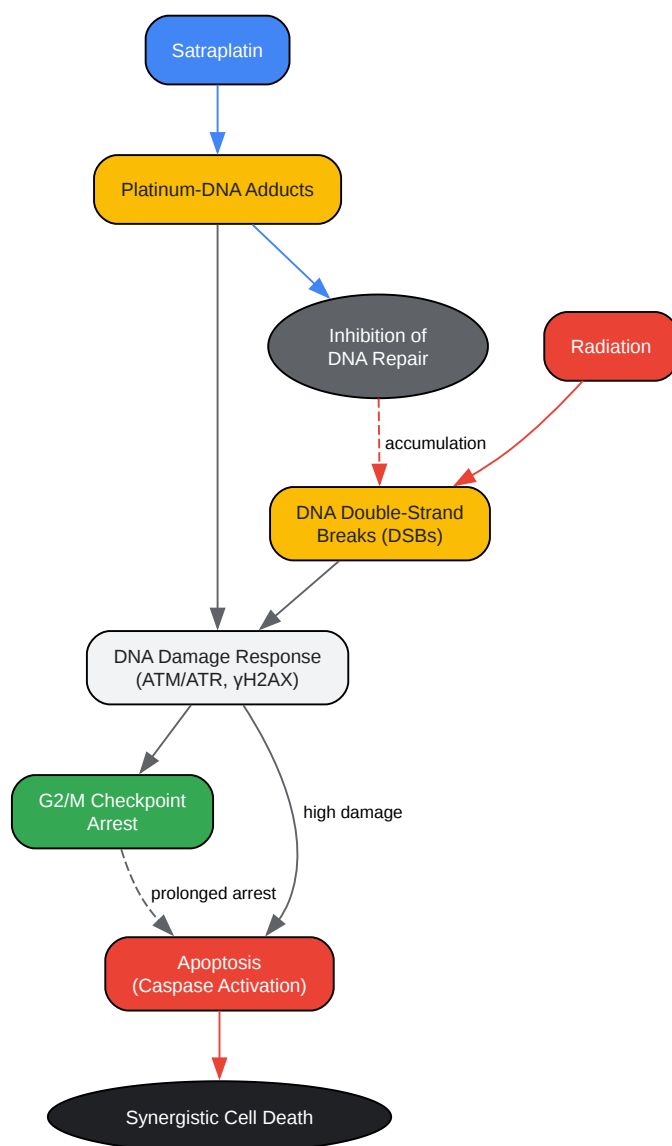 Satraplatin
Platinum-DNA Adducts
Inhibition of
DNA Repair
Radiation
accumulation
DNA Double-Strand
Breaks (DSBs)
DNA Damage Response
(ATM/ATR, γH2AX)
G2/M Checkpoint
Arrest
high damage
prolonged arrest
Apoptosis
(Caspase Activation)
Synergistic Cell Death